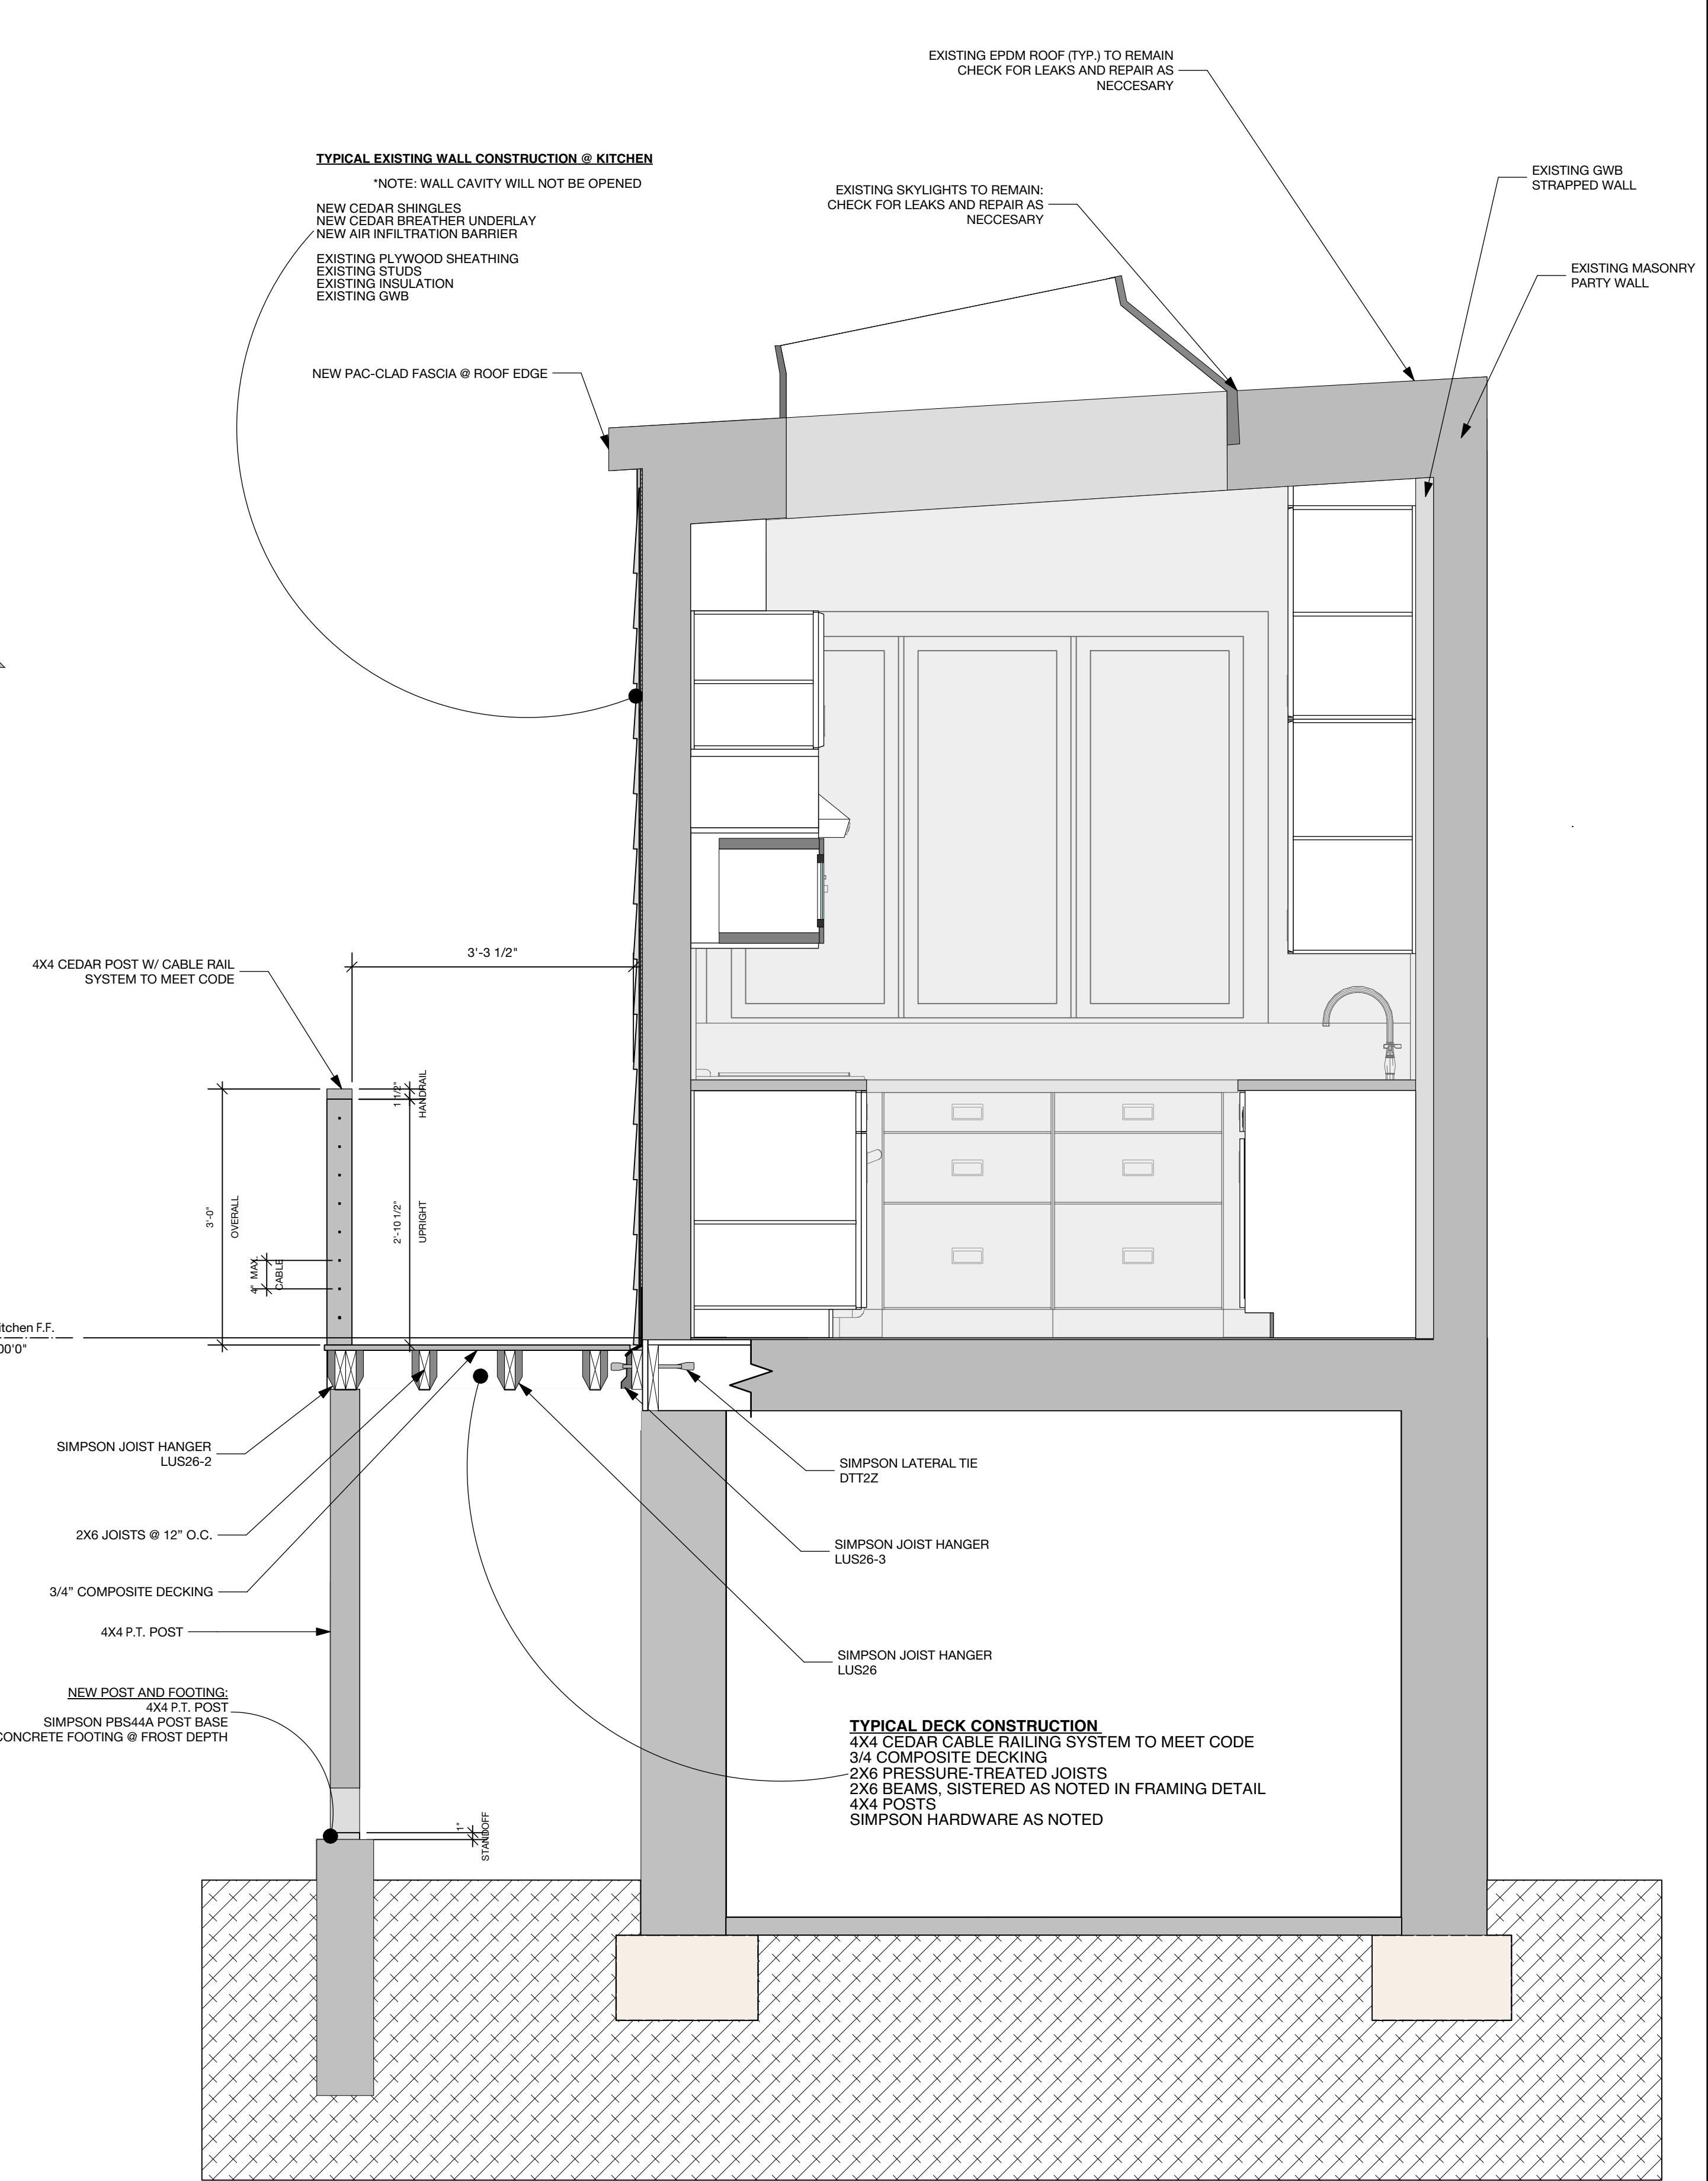 EXISTING EPDM ROOF (TYP.) TO REMAIN
CHECK FOR LEAKS AND REPAIR AS
NECCESARY
TYPICAL EXISTING WALL CONSTRUCTION @ KITCHEN
*NOTE: WALL CAVITY WILL NOT BE OPENED
NEW CEDAR SHINGLES
NEW CEDAR BREATHER UNDERLAY
NEW AIR INFILTRATION BARRIER
EXISTING PLYWOOD SHEATHING
EXISTING STUDS
EXISTING INSULATION
EXISTING GWB
EXISTING SKYLIGHTS TO REMAIN:
CHECK FOR LEAKS AND REPAIR AS
NECCESARY
EXISTING GWB
STRAPPED WALL
EXISTING MASONRY
PARTY WALL
NEW PAC-CLAD FASCIA @ ROOF EDGE
3'-3 1/2"
4X4 CEDAR POST W/ CABLE RAIL
SYSTEM TO MEET CODE
1 1/2"
HANDRAIL
3'-0"
OVERALL
2'-10 1/2"
UPRIGHT
4" MAX.
CABLE
itchen F.F.
00'0"
SIMPSON JOIST HANGER
LUS26-2
2X6 JOISTS @ 12” O.C.
3/4” COMPOSITE DECKING
4X4 P.T. POST
NEW POST AND FOOTING:
4X4 P.T. POST
SIMPSON PBS44A POST BASE
CONCRETE FOOTING @ FROST DEPTH
1"
STANDOFF
SIMPSON LATERAL TIE
DTT2Z
SIMPSON JOIST HANGER
LUS26-3
SIMPSON JOIST HANGER
LUS26
TYPICAL DECK CONSTRUCTION
4X4 CEDAR CABLE RAILING SYSTEM TO MEET CODE
3/4 COMPOSITE DECKING
2X6 PRESSURE-TREATED JOISTS
2X6 BEAMS, SISTERED AS NOTED IN FRAMING DETAIL
4X4 POSTS
SIMPSON HARDWARE AS NOTED